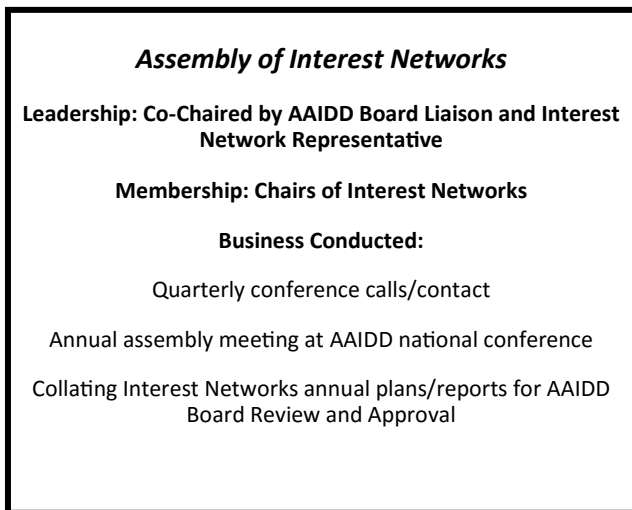 Assembly of Interest Networks
Leadership: Co-Chaired by AAIDD Board Liaison and Interest
Network Representative
Membership: Chairs of Interest Networks
Business Conducted:
Quarterly conference calls/contact
Annual assembly meeting at AAIDD national conference
Collating Interest Networks annual plans/reports for AAIDD
Board Review and Approval